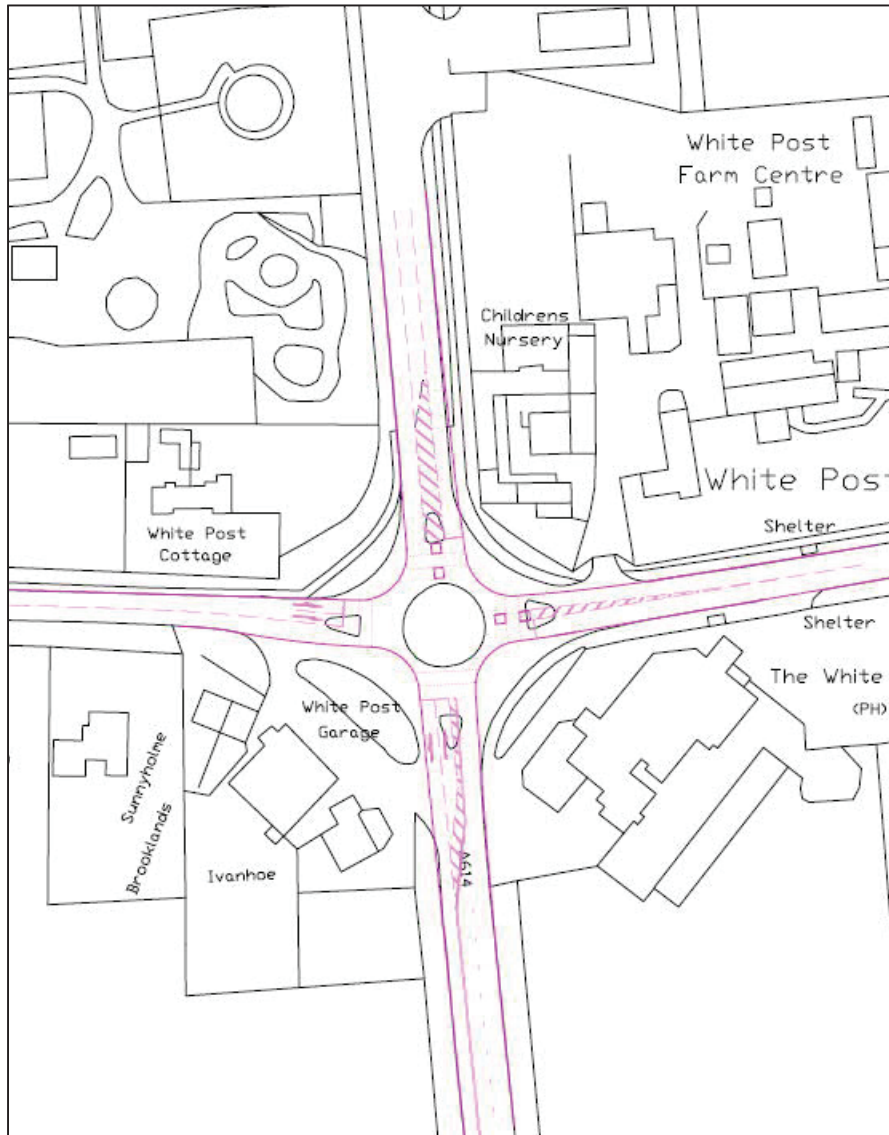 White Post
Farm Centre
Childrens
Nursery
White Post
Shelter
White Post
Cottage
Shelter
The White
(PH)
White Post
Garage
Sunnyholme
Brooklands
Ivanhoe
A614